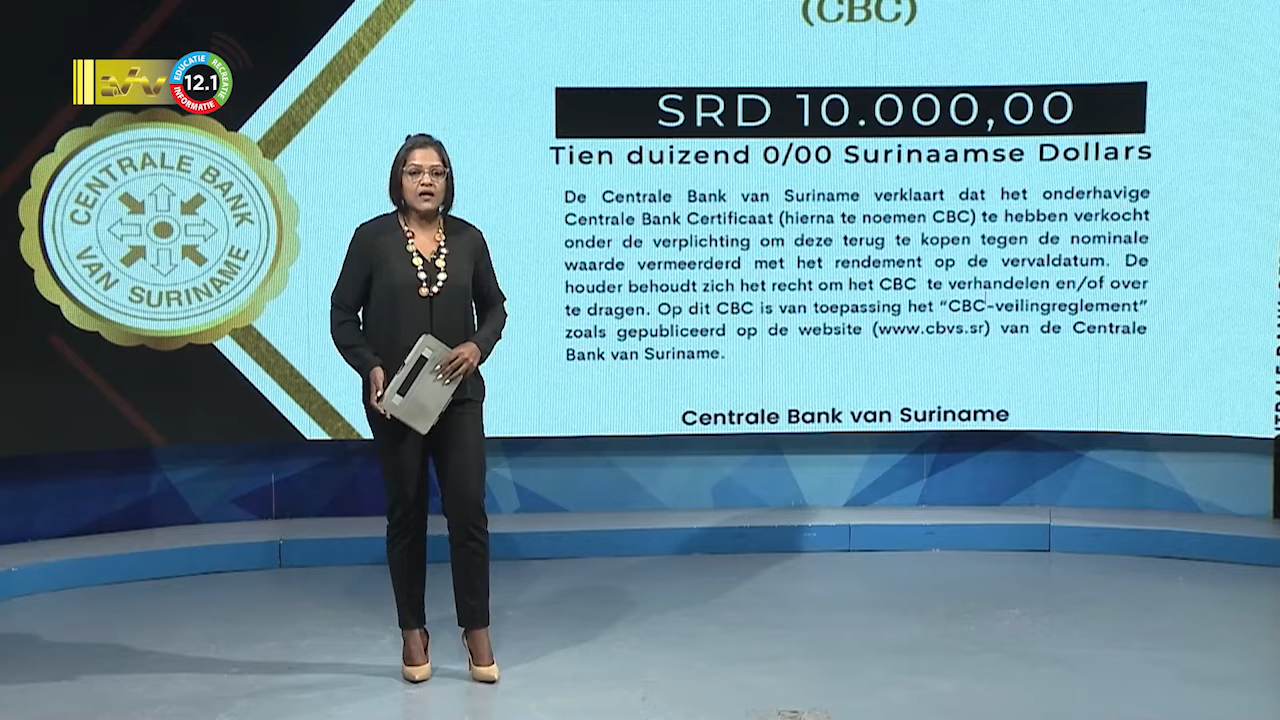 (CBC)
EDUCATIE
RECREATIE
INFORMATIE
12.1
SRD 10.000,00
Tien duizend 0/00 Surinaamse Dollars
CENTRALE BANK
VAN SURINAME
De Centrale Bank van Suriname verklaart dat het onderhavige
Centrale Bank Certificaat (hierna te noemen CBC) te hebben verkocht
onder de verplichting om deze terug te kopen tegen de nominale
waarde vermeerderd met het rendement op de vervaldatum. De
houder behoudt zich het recht om het CBC te verhandelen en/of over
te dragen. Op dit CBC is van toepassing het “CBC-veilingreglement”
zoals gepubliceerd op de website (www.cbvs.sr) van de Centrale
Bank van Suriname.
Centrale Bank van Suriname